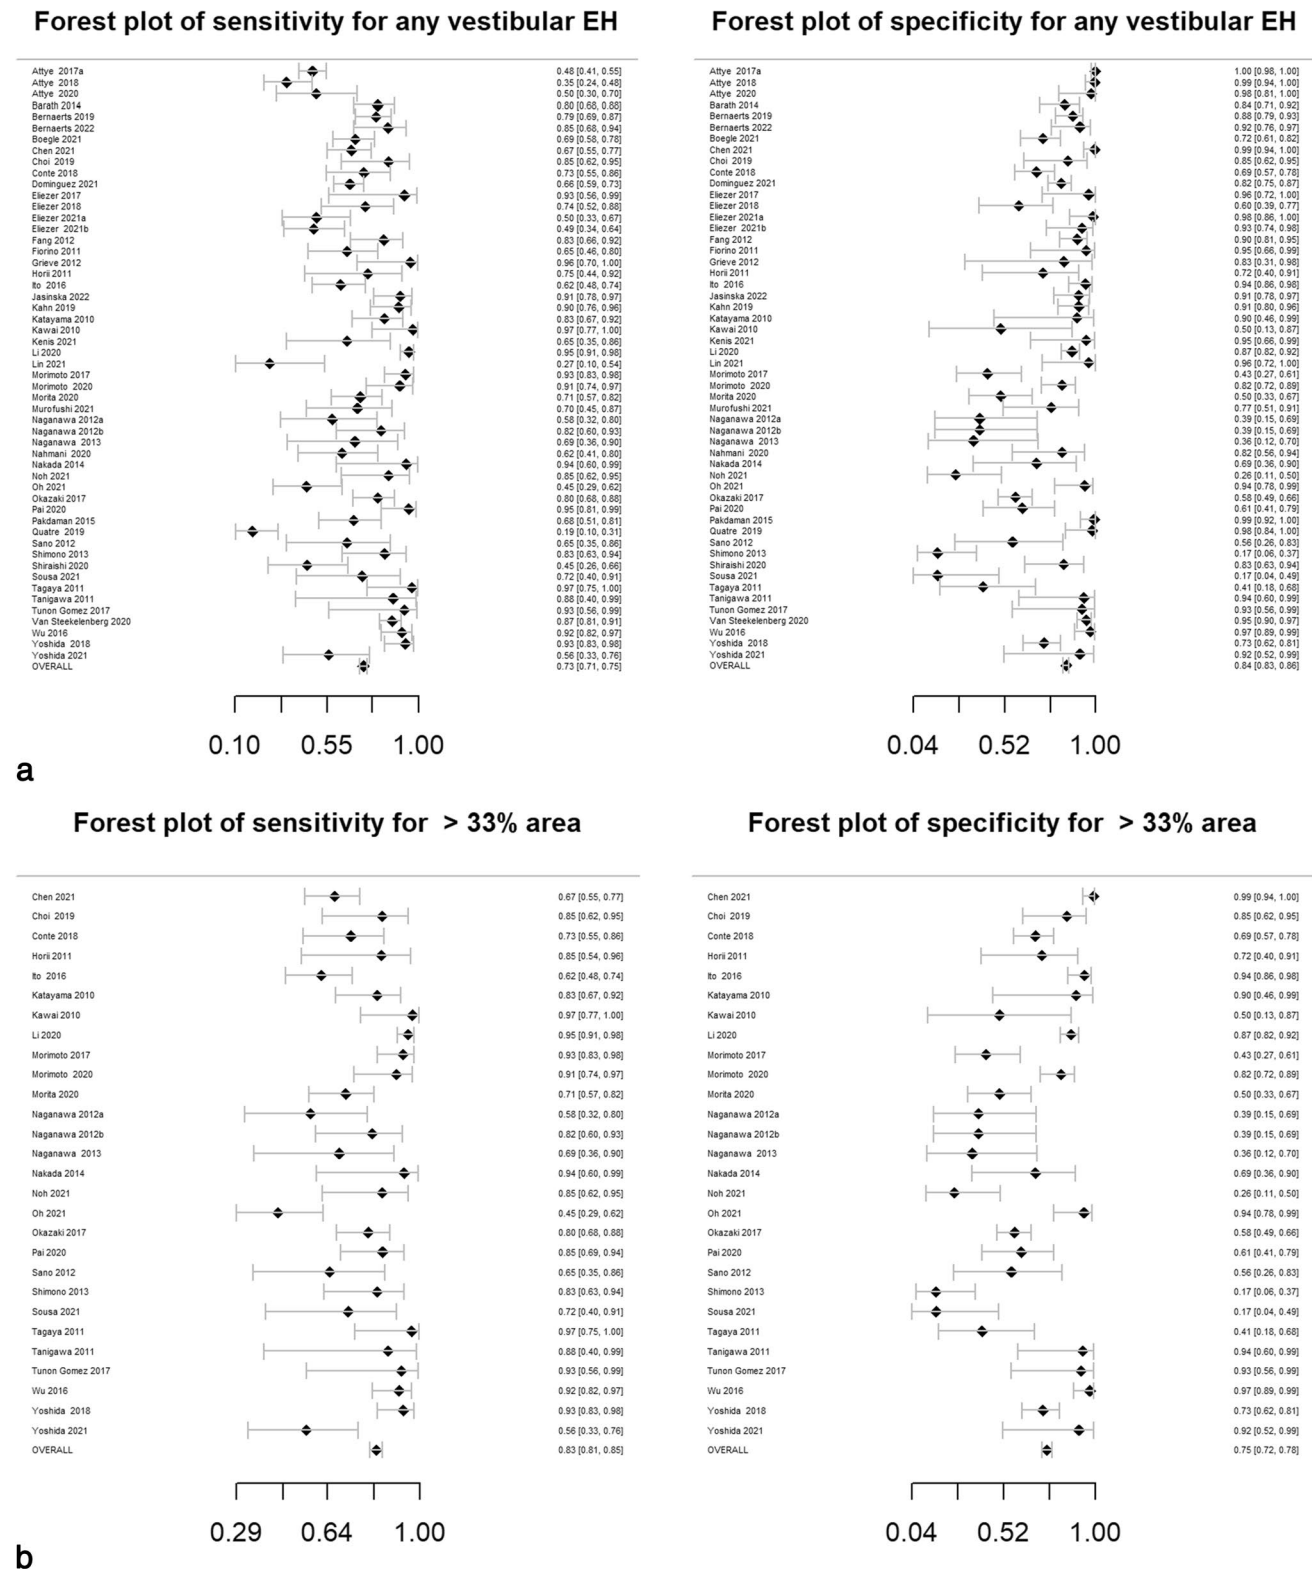 Forest plot of sensitivity for any vestibular EH
Attye 2017a 0.48 [0.41, 0.55]
Attye 2018 0.35 [0.24, 0.48]
Attye 2020 0.50 [0.30, 0.70]
Barath 2014 0.80 [0.68, 0.88]
Bernaerts 2019 0.79 [0.69, 0.87]
Bernaerts 2022 0.85 [0.68, 0.94]
Boegle 2021 0.69 [0.58, 0.78]
Chen 2021 0.67 [0.55, 0.77]
Choi 2019 0.85 [0.62, 0.95]
Conte 2018 0.73 [0.55, 0.86]
Dominguez 2021 0.66 [0.59, 0.73]
Eliezer 2017 0.93 [0.56, 0.99]
Eliezer 2018 0.74 [0.52, 0.88]
Eliezer 2021a 0.50 [0.33, 0.67]
Eliezer 2021b 0.49 [0.34, 0.64]
Fang 2012 0.83 [0.66, 0.92]
Fiorino 2011 0.65 [0.46, 0.80]
Grieve 2012 0.96 [0.70, 1.00]
Horii 2011 0.75 [0.44, 0.92]
Ito 2016 0.62 [0.48, 0.74]
Jasinska 2022 0.91 [0.78, 0.97]
Kahn 2019 0.90 [0.76, 0.96]
Katayama 2010 0.83 [0.67, 0.92]
Kawai 2010 0.97 [0.77, 1.00]
Kenis 2021 0.65 [0.35, 0.86]
Li 2020 0.95 [0.91, 0.98]
Lin 2021 0.27 [0.10, 0.54]
Morimoto 2017 0.93 [0.83, 0.98]
Morimoto 2020 0.91 [0.74, 0.97]
Morita 2020 0.71 [0.57, 0.82]
Murofushi 2021 0.70 [0.45, 0.87]
Naganawa 2012a 0.58 [0.32, 0.80]
Naganawa 2012b 0.82 [0.60, 0.93]
Naganawa 2013 0.69 [0.36, 0.90]
Nahmani 2020 0.62 [0.41, 0.80]
Nakada 2014 0.94 [0.60, 0.99]
Noh 2021 0.85 [0.62, 0.95]
Oh 2021 0.45 [0.29, 0.62]
Okazaki 2017 0.80 [0.68, 0.88]
Pai 2020 0.95 [0.81, 0.99]
Pakdaman 2015 0.68 [0.51, 0.81]
Quatre 2019 0.19 [0.10, 0.31]
Sano 2012 0.65 [0.35, 0.86]
Shimono 2013 0.83 [0.63, 0.94]
Shiraishi 2020 0.45 [0.26, 0.66]
Sousa 2021 0.72 [0.40, 0.91]
Tagaya 2011 0.97 [0.75, 1.00]
Tanigawa 2011 0.88 [0.40, 0.99]
Tunon Gomez 2017 0.93 [0.56, 0.99]
Van Steekelenberg 2020 0.87 [0.81, 0.91]
Wu 2016 0.92 [0.82, 0.97]
Yoshida 2018 0.93 [0.83, 0.98]
Yoshida 2021 0.56 [0.33, 0.76]
OVERALL 0.73 [0.71, 0.75]
0.10 0.55 1.00
Forest plot of specificity for any vestibular EH
Attye 2017a 1.00 [0.98, 1.00]
Attye 2018 0.99 [0.94, 1.00]
Attye 2020 0.98 [0.81, 1.00]
Barath 2014 0.84 [0.71, 0.92]
Bernaerts 2019 0.88 [0.79, 0.93]
Bernaerts 2022 0.92 [0.76, 0.97]
Boegle 2021 0.72 [0.61, 0.82]
Chen 2021 0.99 [0.94, 1.00]
Choi 2019 0.85 [0.62, 0.95]
Conte 2018 0.69 [0.57, 0.78]
Dominguez 2021 0.82 [0.75, 0.87]
Eliezer 2017 0.96 [0.72, 1.00]
Eliezer 2018 0.60 [0.39, 0.77]
Eliezer 2021a 0.98 [0.86, 1.00]
Eliezer 2021b 0.93 [0.74, 0.98]
Fang 2012 0.90 [0.81, 0.95]
Fiorino 2011 0.95 [0.66, 0.99]
Grieve 2012 0.83 [0.31, 0.98]
Horii 2011 0.72 [0.40, 0.91]
Ito 2016 0.94 [0.86, 0.98]
Jasinska 2022 0.91 [0.78, 0.97]
Kahn 2019 0.91 [0.80, 0.96]
Katayama 2010 0.90 [0.46, 0.99]
Kawai 2010 0.50 [0.13, 0.87]
Kenis 2021 0.95 [0.66, 0.99]
Li 2020 0.87 [0.82, 0.92]
Lin 2021 0.96 [0.72, 1.00]
Morimoto 2017 0.43 [0.27, 0.61]
Morimoto 2020 0.82 [0.72, 0.89]
Morita 2020 0.50 [0.33, 0.67]
Murofushi 2021 0.77 [0.51, 0.91]
Naganawa 2012a 0.39 [0.15, 0.69]
Naganawa 2012b 0.39 [0.15, 0.69]
Naganawa 2013 0.36 [0.12, 0.70]
Nahmani 2020 0.82 [0.56, 0.94]
Nakada 2014 0.69 [0.36, 0.90]
Noh 2021 0.26 [0.11, 0.50]
Oh 2021 0.94 [0.78, 0.99]
Okazaki 2017 0.58 [0.49, 0.66]
Pai 2020 0.61 [0.41, 0.79]
Pakdaman 2015 0.99 [0.92, 1.00]
Quatre 2019 0.98 [0.84, 1.00]
Sano 2012 0.56 [0.26, 0.83]
Shimono 2013 0.17 [0.06, 0.37]
Shiraishi 2020 0.83 [0.63, 0.94]
Sousa 2021 0.17 [0.04, 0.49]
Tagaya 2011 0.41 [0.18, 0.68]
Tanigawa 2011 0.94 [0.60, 0.99]
Tunon Gomez 2017 0.93 [0.56, 0.99]
Van Steekelenberg 2020 0.95 [0.90, 0.97]
Wu 2016 0.97 [0.89, 0.99]
Yoshida 2018 0.73 [0.62, 0.81]
Yoshida 2021 0.92 [0.52, 0.99]
OVERALL 0.84 [0.83, 0.86]
0.04 0.52 1.00
a
Forest plot of sensitivity for > 33% area
Chen 2021 0.67 [0.55, 0.77]
Choi 2019 0.85 [0.62, 0.95]
Conte 2018 0.73 [0.55, 0.86]
Horii 2011 0.85 [0.54, 0.96]
Ito 2016 0.62 [0.48, 0.74]
Katayama 2010 0.83 [0.67, 0.92]
Kawai 2010 0.97 [0.77, 1.00]
Li 2020 0.95 [0.91, 0.98]
Morimoto 2017 0.93 [0.83, 0.98]
Morimoto 2020 0.91 [0.74, 0.97]
Morita 2020 0.71 [0.57, 0.82]
Naganawa 2012a 0.58 [0.32, 0.80]
Naganawa 2012b 0.82 [0.60, 0.93]
Naganawa 2013 0.69 [0.36, 0.90]
Nakada 2014 0.94 [0.60, 0.99]
Noh 2021 0.85 [0.62, 0.95]
Oh 2021 0.45 [0.29, 0.62]
Okazaki 2017 0.80 [0.68, 0.88]
Pai 2020 0.85 [0.69, 0.94]
Sano 2012 0.65 [0.35, 0.86]
Shimono 2013 0.83 [0.63, 0.94]
Sousa 2021 0.72 [0.40, 0.91]
Tagaya 2011 0.97 [0.75, 1.00]
Tanigawa 2011 0.88 [0.40, 0.99]
Tunon Gomez 2017 0.93 [0.56, 0.99]
Wu 2016 0.92 [0.82, 0.97]
Yoshida 2018 0.93 [0.83, 0.98]
Yoshida 2021 0.56 [0.33, 0.76]
OVERALL 0.83 [0.81, 0.85]
0.29 0.64 1.00
Forest plot of specificity for > 33% area
Chen 2021 0.99 [0.94, 1.00]
Choi 2019 0.85 [0.62, 0.95]
Conte 2018 0.69 [0.57, 0.78]
Horii 2011 0.72 [0.40, 0.91]
Ito 2016 0.94 [0.86, 0.98]
Katayama 2010 0.90 [0.46, 0.99]
Kawai 2010 0.50 [0.13, 0.87]
Li 2020 0.87 [0.82, 0.92]
Morimoto 2017 0.43 [0.27, 0.61]
Morimoto 2020 0.82 [0.72, 0.89]
Morita 2020 0.50 [0.33, 0.67]
Naganawa 2012a 0.39 [0.15, 0.69]
Naganawa 2012b 0.39 [0.15, 0.69]
Naganawa 2013 0.36 [0.12, 0.70]
Nakada 2014 0.69 [0.36, 0.90]
Noh 2021 0.26 [0.11, 0.50]
Oh 2021 0.94 [0.78, 0.99]
Okazaki 2017 0.58 [0.49, 0.66]
Pai 2020 0.61 [0.41, 0.79]
Sano 2012 0.56 [0.26, 0.83]
Shimono 2013 0.17 [0.06, 0.37]
Sousa 2021 0.17 [0.04, 0.49]
Tagaya 2011 0.41 [0.18, 0.68]
Tanigawa 2011 0.94 [0.60, 0.99]
Tunon Gomez 2017 0.93 [0.56, 0.99]
Wu 2016 0.97 [0.89, 0.99]
Yoshida 2018 0.73 [0.62, 0.81]
Yoshida 2021 0.92 [0.52, 0.99]
OVERALL 0.75 [0.72, 0.78]
0.04 0.52 1.00
b